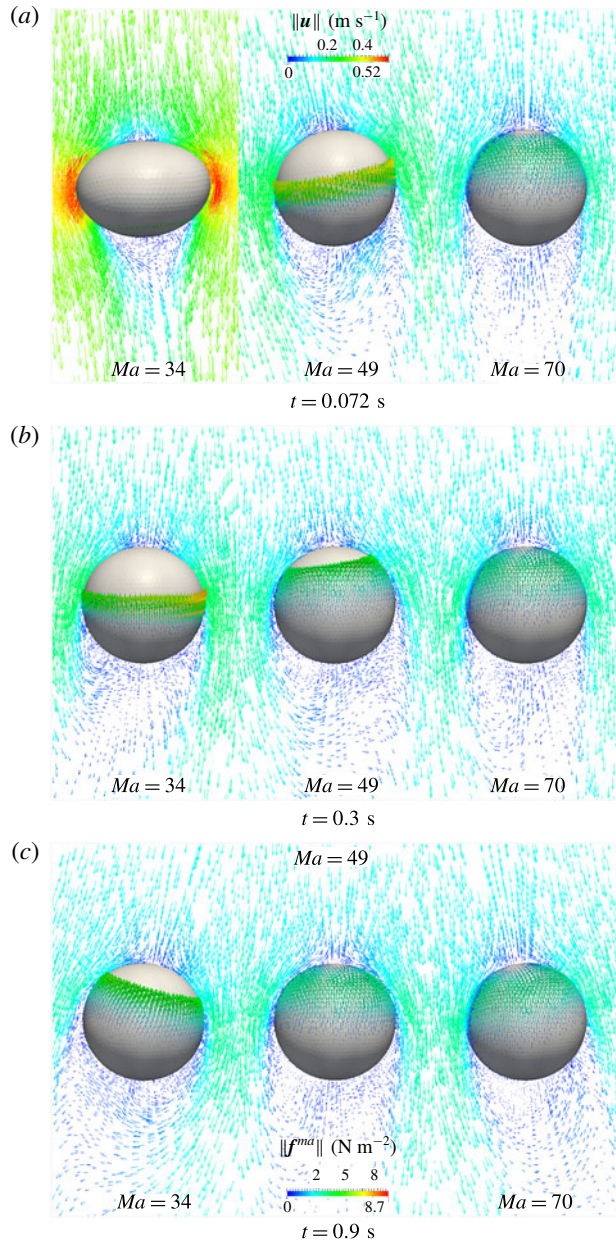 (a)
‖u‖ (m s⁻¹)
0.2 0.4
0 0.52
Ma = 34 Ma = 49 Ma = 70
t = 0.072 s
(b)
Ma = 34 Ma = 49 Ma = 70
t = 0.3 s
(c)
Ma = 49
‖f^{ma}‖ (N m⁻²)
2 5 8
0 8.7
Ma = 34 Ma = 70
t = 0.9 s